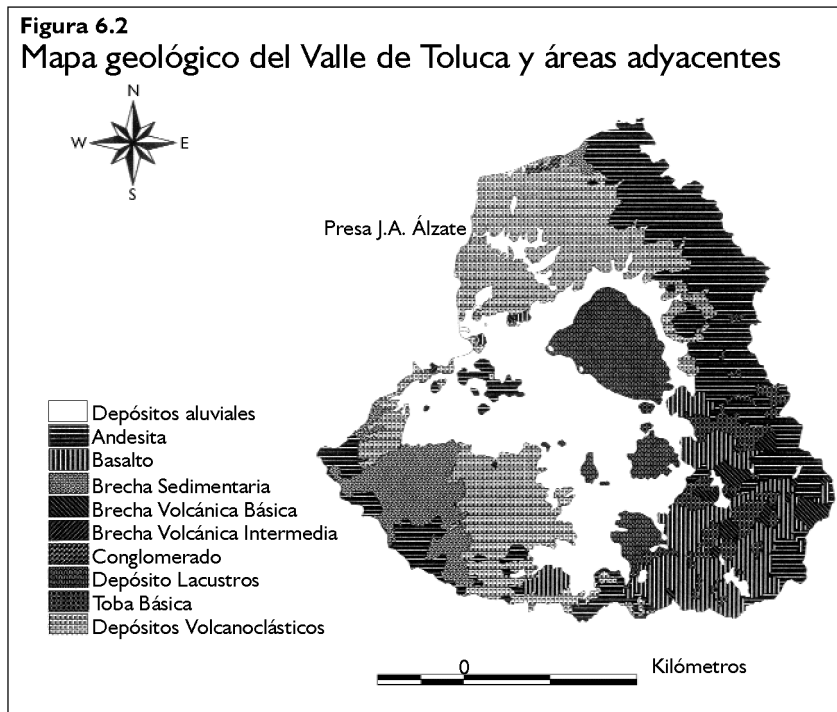 Figura 6.2
Mapa geológico del Valle de Toluca y áreas adyacentes
N
W E
S
Presa J.A. Álzate
Depósitos aluviales
Andesita
Basalto
Brecha Sedimentaria
Brecha Volcánica Básica
Brecha Volcánica Intermedia
Conglomerado
Depósito Lacustros
Toba Básica
Depósitos Volcanoclásticos
0 Kilómetros